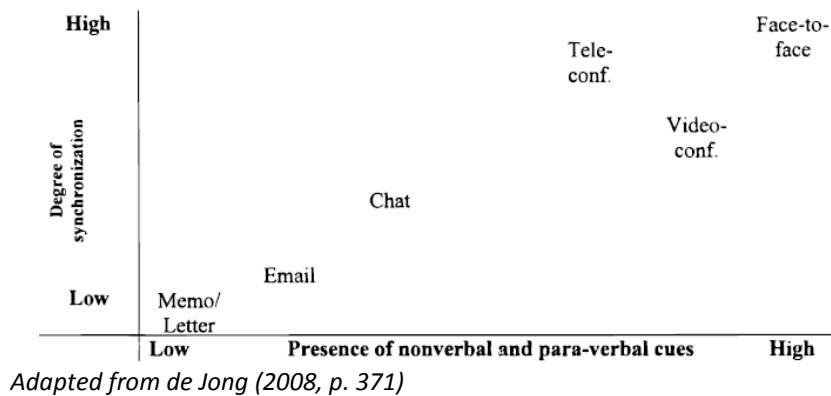 High
Face-to-
face
Tele-
conf.
Video-
conf.
Degree of
synchronization
Chat
Email
Low
Memo/
Letter
Low
Presence of nonverbal and para-verbal cues
High
Adapted from de Jong (2008, p. 371)